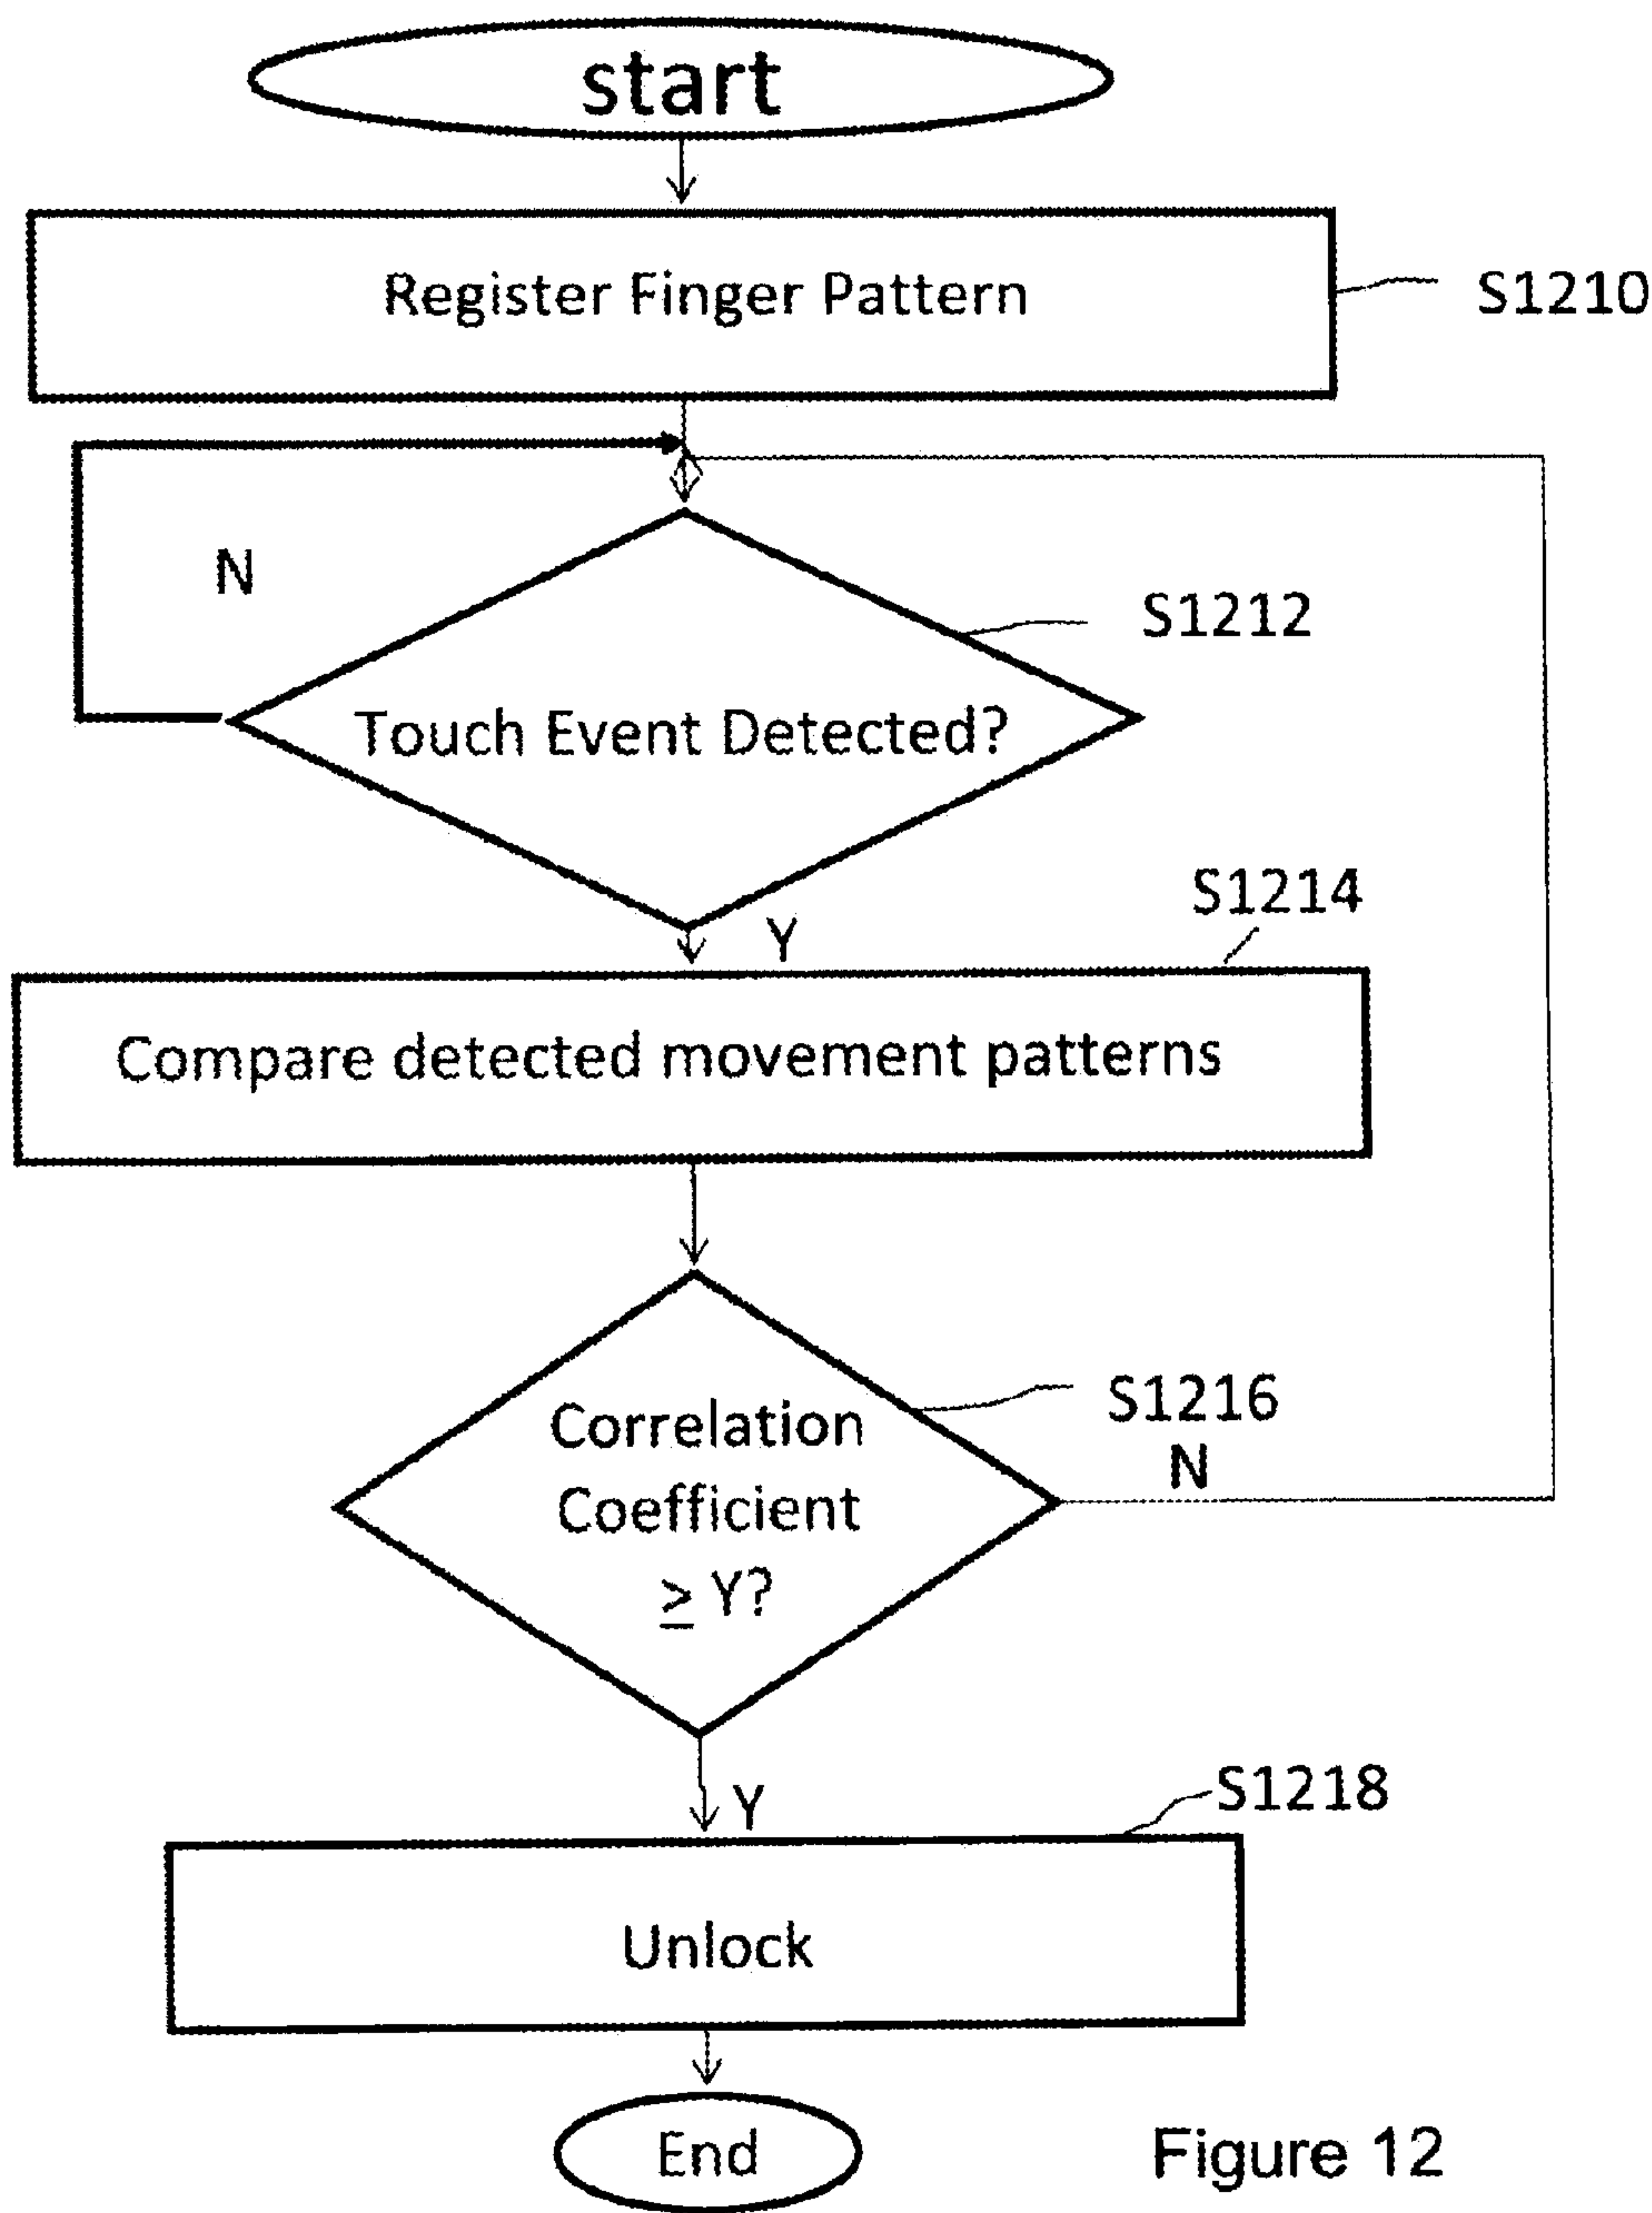 start
Register Finger Pattern
S1210
N
S1212
Touch Event Detected?
S1214
Y
Compare detected movement patterns
S1216
Correlation
Coefficient
≥ Y?
N
Y
S1218
Unlock
End
Figure 12